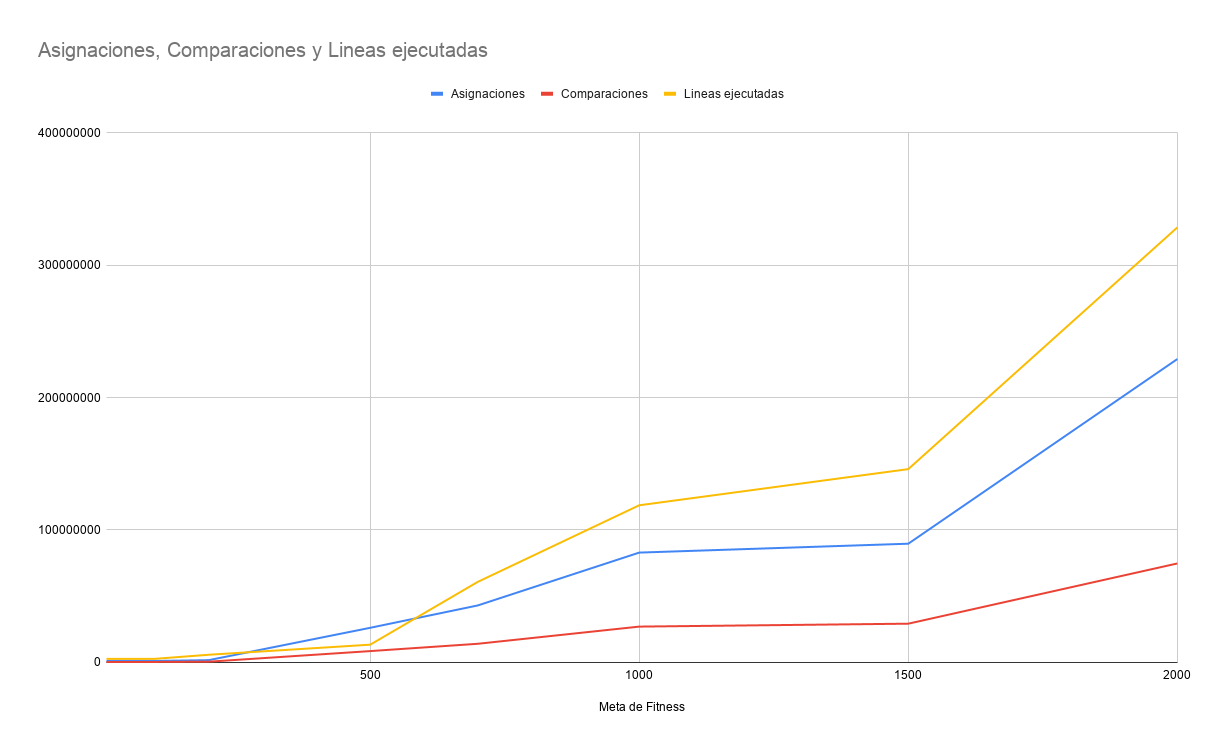 Asignaciones, Comparaciones y Lineas ejecutadas
Asignaciones Comparaciones Lineas ejecutadas
400000000
300000000
200000000
100000000
0
500 1000 1500 2000
Meta de Fitness